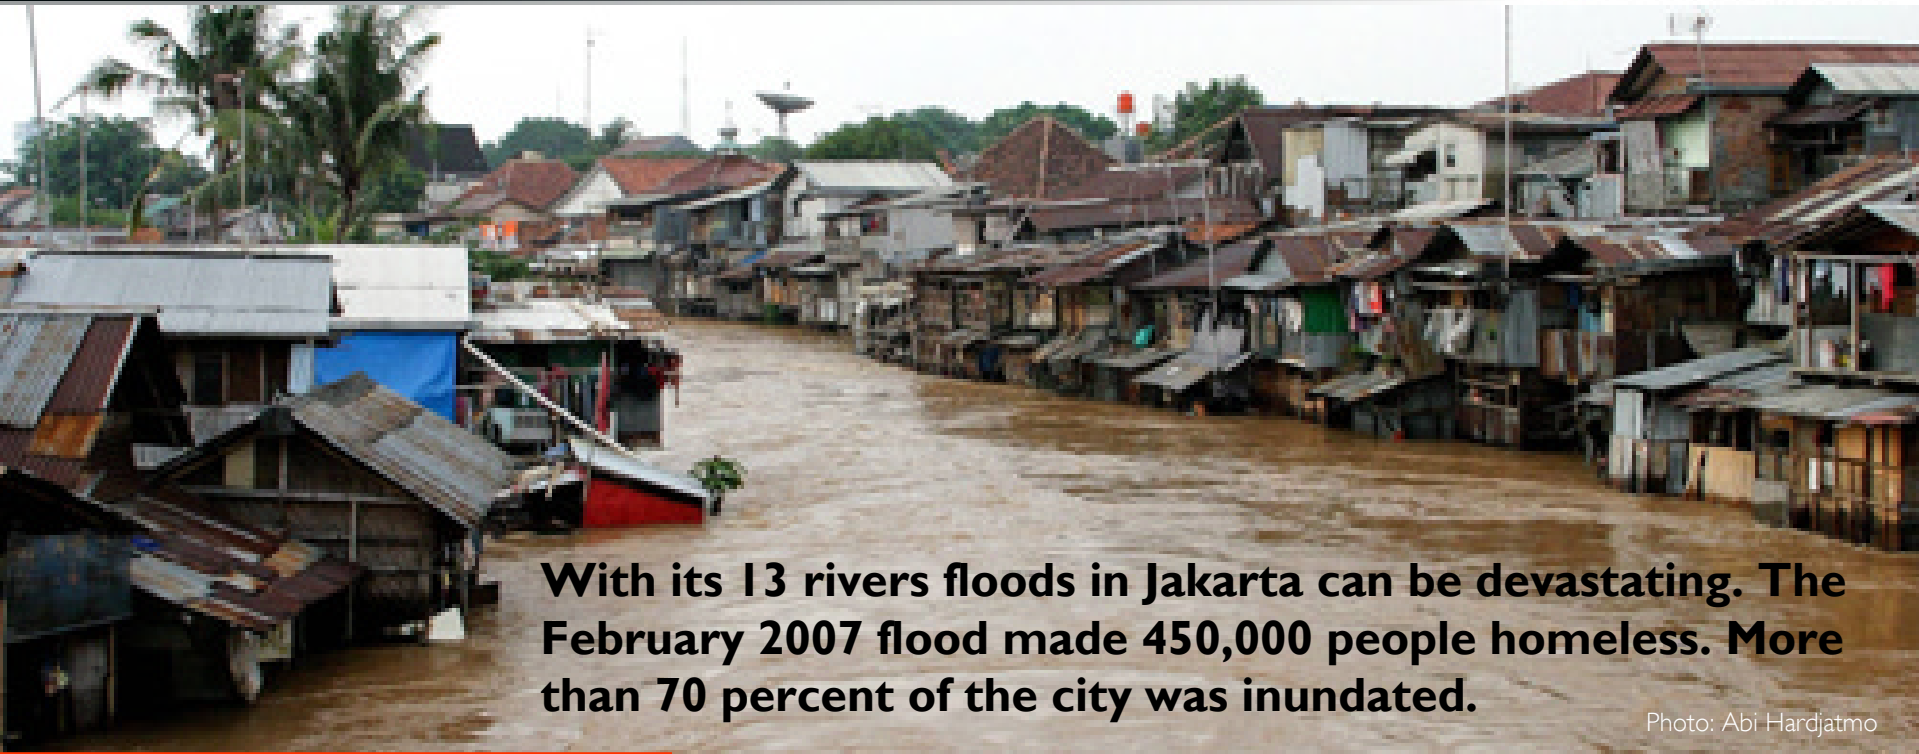 With its 13 rivers floods in Jakarta can be devastating. The
February 2007 flood made 450,000 people homeless. More
than 70 percent of the city was inundated.
Photo: Abi Hardjatmo